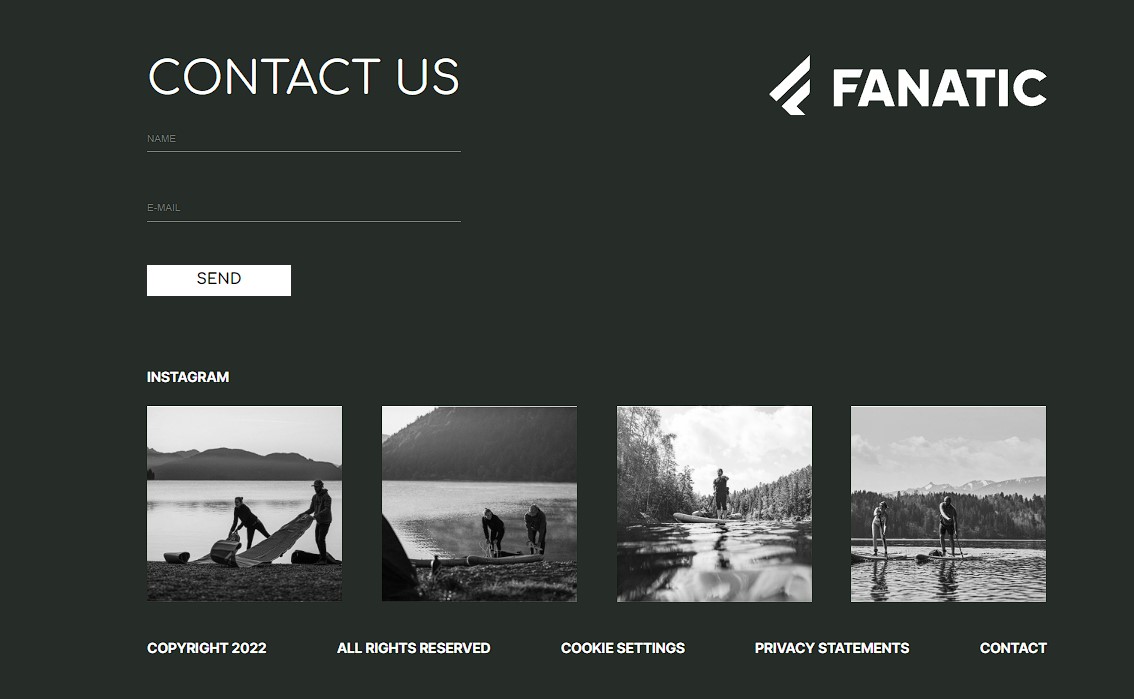 CONTACT US
FANATIC
NAME
E-MAIL
SEND
INSTAGRAM
COPYRIGHT 2022
ALL RIGHTS RESERVED
COOKIE SETTINGS
PRIVACY STATEMENTS
CONTACT